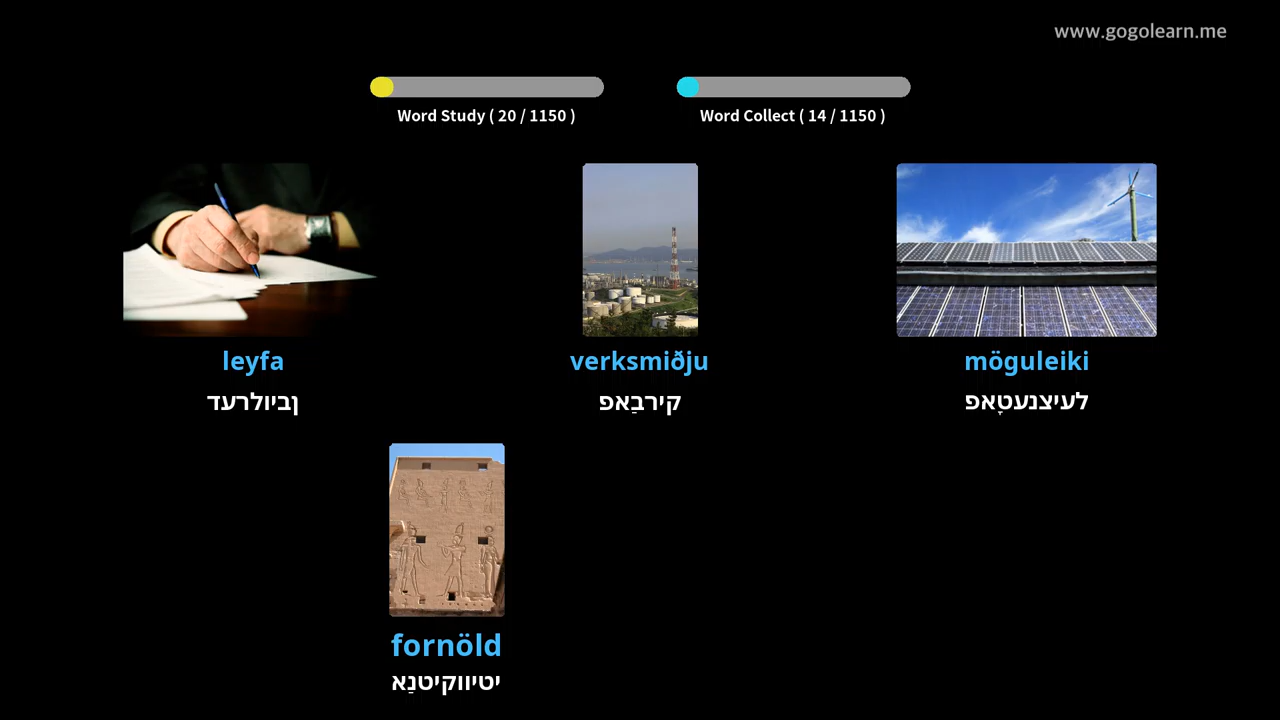 www.gogolearn.me
Word Study ( 20 / 1150 )
Word Collect ( 14 / 1150 )
leyfa
ןביולרעד
verksmiðju
קירבַאפ
möguleiki
לעיצנעטָאפ
fornöld
יטיווקיטנַא